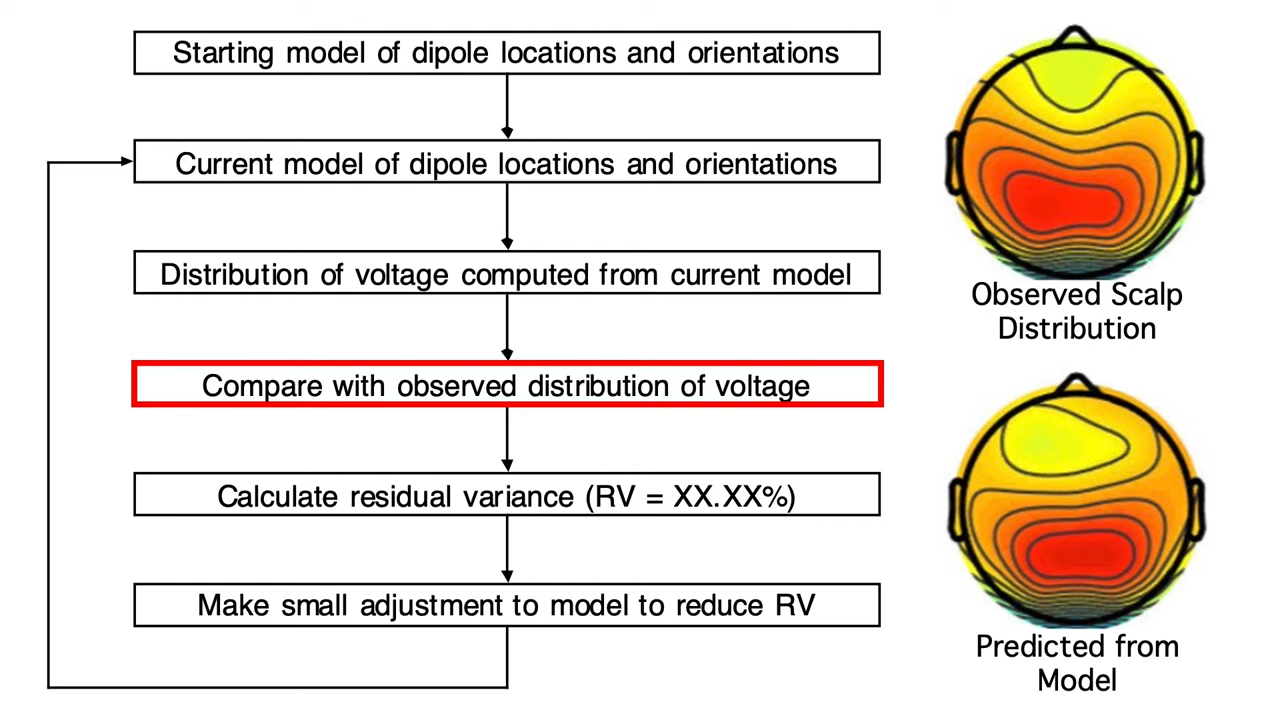 Starting model of dipole locations and orientations
Current model of dipole locations and orientations
Distribution of voltage computed from current model
Compare with observed distribution of voltage
Calculate residual variance (RV = XX.XX%)
Make small adjustment to model to reduce RV
Observed Scalp
Distribution
Predicted from
Model